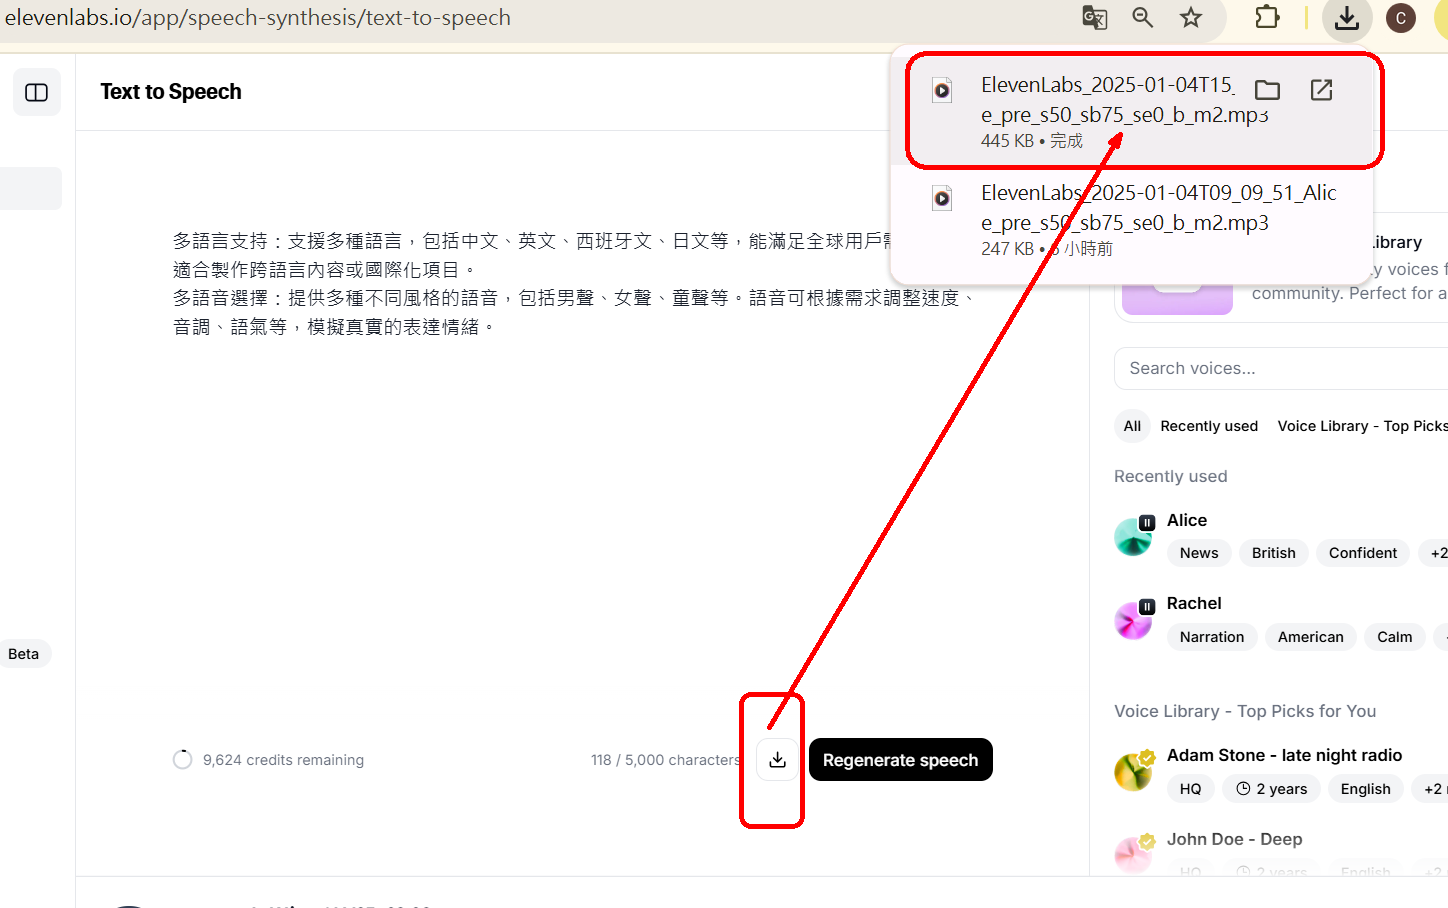 elevenlabs.io/app/speech-synthesis/text-to-speech
C
Text to Speech
ElevenLabs_2025-01-04T15_
e_pre_s50_sb75_se0_b_m2.mp3
445 KB • 完成
ElevenLabs_2025-01-04T09_09_51_Alic
e_pre_s50_sb75_se0_b_m2.mp3
247 KB • 小時前
多語言支持：支援多種語言，包括中文、英文、西班牙文、日文等，能滿足全球用戶
適合製作跨語言內容或國際化項目。
多語音選擇：提供多種不同風格的語音，包括男聲、女聲、童聲等。語音可根據需求調整速度、
音調、語氣等，模擬真實的表達情緒。
Library
voices
community. Perfect for a
Search voices...
All Recently used Voice Library - Top Picks
Recently used
Alice
News British Confident +2
Rachel
Narration American Calm
Beta
Voice Library - Top Picks for You
9,624 credits remaining
118 / 5,000 characters
Regenerate speech
Adam Stone - late night radio
HQ 2 years English +2
John Doe - Deep
HQ 2 years English +2